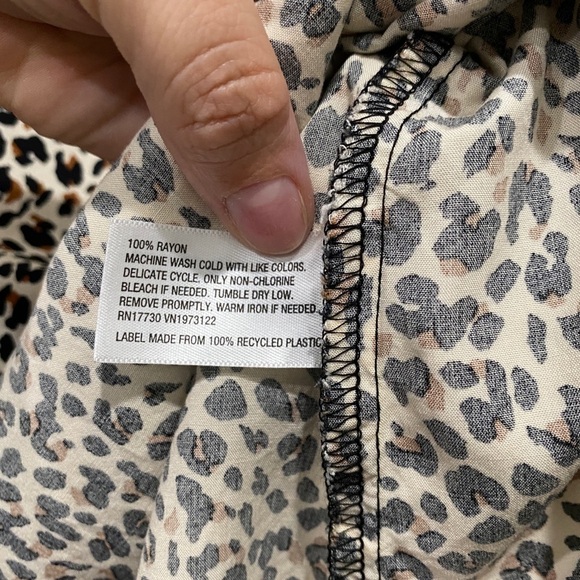 100% RAYON
MACHINE WASH COLD WITH LIKE COLORS.
DELICATE CYCLE. ONLY NON-CHLORINE
BLEACH IF NEEDED. TUMBLE DRY LOW.
REMOVE PROMPTLY. WARM IRON IF NEEDED
RN17730 VN1973122
LABEL MADE FROM 100% RECYCLED PLASTIC